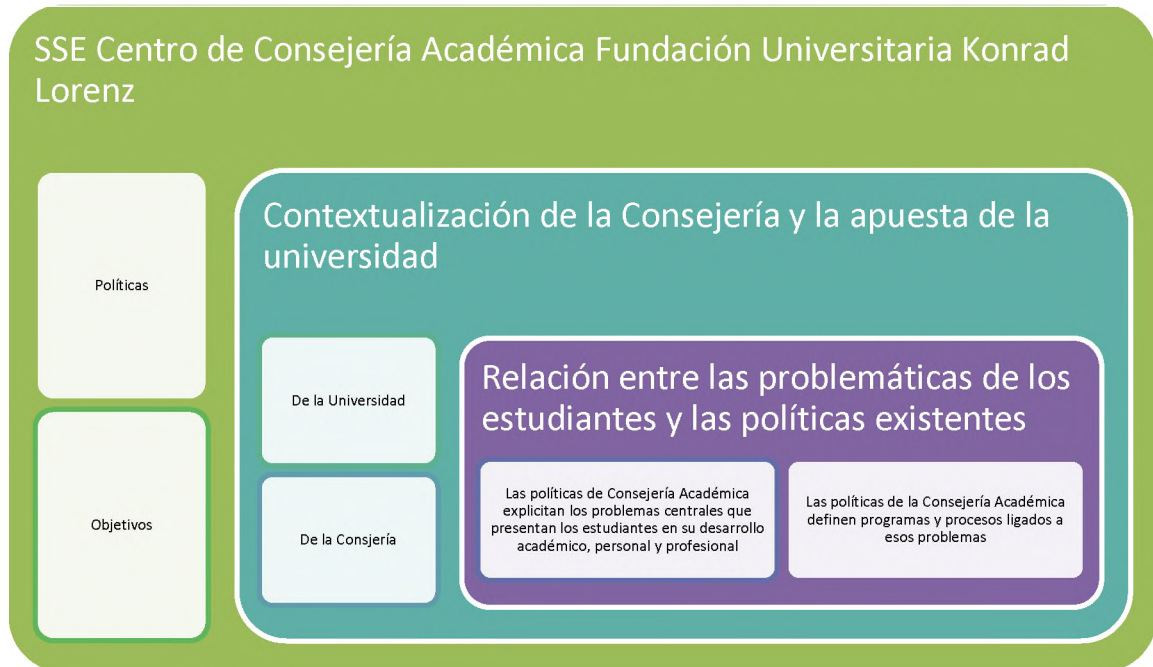 SSE Centro de Consejería Académica Fundación Universitaria Konrad
Lorenz
Políticas
Objetivos
Contextualización de la Consejería y la apuesta de la
universidad
De la Universidad
De la Consjería
Relación entre las problemáticas de los
estudiantes y las políticas existentes
Las políticas de Consejería Académica
explicitan los problemas centrales que
presentan los estudiantes en su desarrollo
académico, personal y profesional
Las políticas de la Consejería Académica
definen programas y procesos ligados a
esos problemas